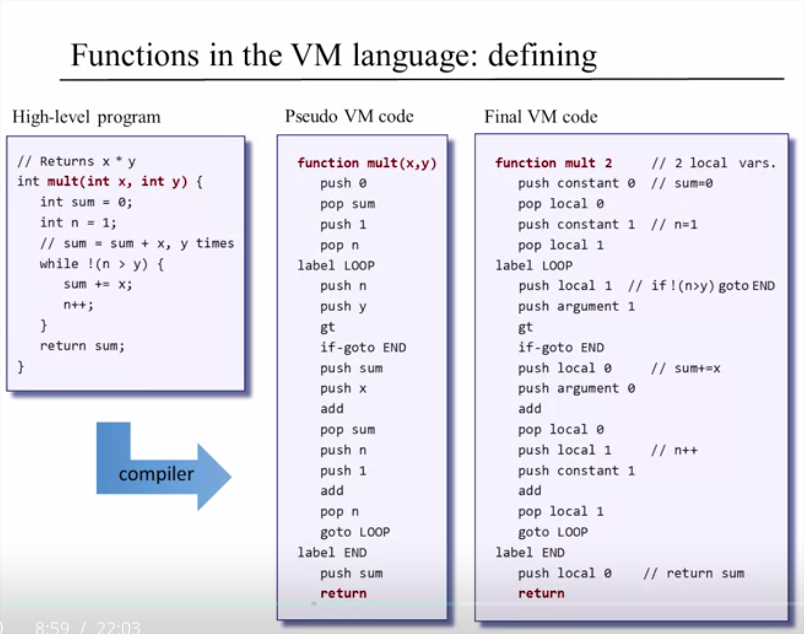 Functions in the VM language: defining
High-level program
// Returns x * y
int mult(int x, int y) {
int sum = 0;
int n = 1;
// sum = sum + x, y times
while !(n > y) {
sum += x;
n++;
}
return sum;
}
compiler
Pseudo VM code
function mult(x,y)
push 0
pop sum
push 1
pop n
label LOOP
push n
push y
gt
if-goto END
push sum
push x
add
pop sum
push n
push 1
add
pop n
goto LOOP
label END
push sum
return
Final VM code
function mult 2 // 2 local vars.
push constant 0 // sum=0
pop local 0
push constant 1 // n=1
pop local 1
label LOOP
push local 1 // if !(n>y) goto END
push argument 1
gt
if-goto END
push local 0 // sum+=x
push argument 0
add
pop local 0
push local 1 // n++
push constant 1
add
pop local 1
goto LOOP
label END
push local 0 // return sum
return
8:59 / 22:03